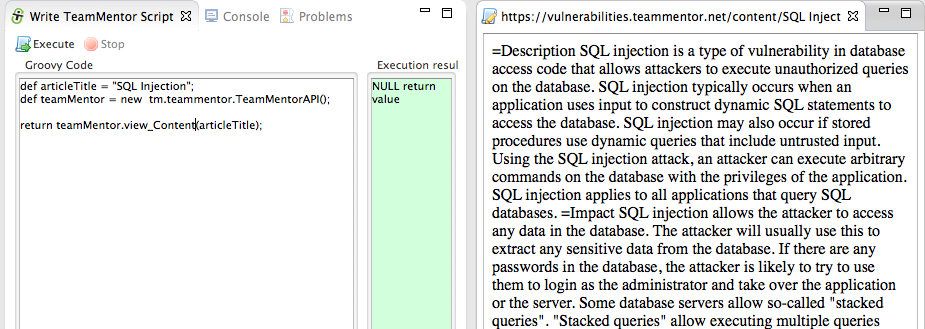 Write TeamMentor Script
Console
Problems
Execute
Stop
Groovy Code
Execution resul
def articleTitle = "SQL Injection";
def teamMentor = new  tm.teammentor.TeamMentorAPI();
return teamMentor.view_Content(articleTitle);
NULL return
value
https://vulnerabilities.teammentor.net/content/SQL Inject
=Description SQL injection is a type of vulnerability in database
access code that allows attackers to execute unauthorized queries
on the database. SQL injection typically occurs when an
application uses input to construct dynamic SQL statements to
access the database. SQL injection may also occur if stored
procedures use dynamic queries that include untrusted input.
Using the SQL injection attack, an attacker can execute arbitrary
commands on the database with the privileges of the application.
SQL injection applies to all applications that query SQL
databases. =Impact SQL injection allows the attacker to access
any data in the database. The attacker will usually use this to
extract any sensitive data from the database. If there are any
passwords in the database, the attacker is likely to try to use
them to login as the administrator and take over the application
or the server. Some database servers allow so-called "stacked
queries". "Stacked queries" allow executing multiple queries